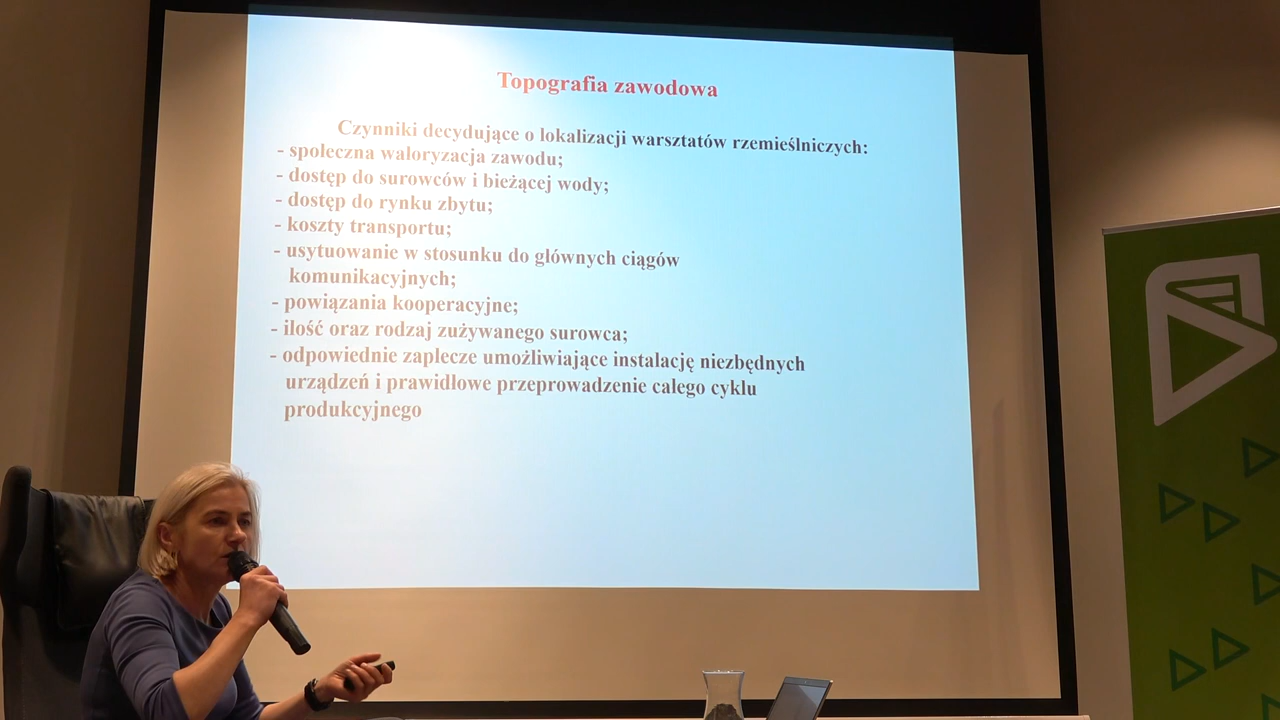 Topografia zawodowa
Czynniki decydujące o lokalizacji warsztatów rzemieślniczych:
- społeczna waloryzacja zawodu;
- dostęp do surowców i bieżącej wody;
- dostęp do rynku zbytu;
- koszty transportu;
- usytuowanie w stosunku do głównych ciągów
komunikacyjnych;
- powiązania kooperacyjne;
- ilość oraz rodzaj zużywanego surowca;
- odpowiednie zaplecze umożliwiające instalację niezbędnych
urządzeń i prawidłowe przeprowadzenie całego cyklu
produkcyjnego